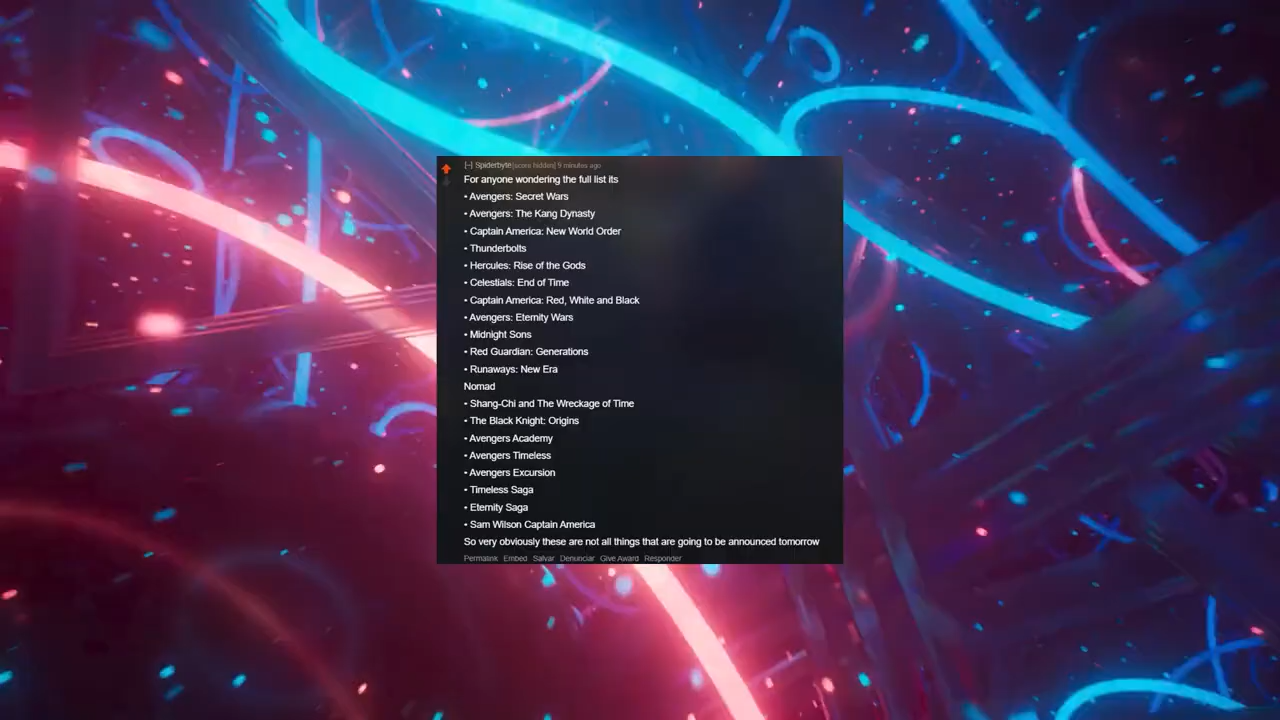 [–] Spiderbyte [score hidden] 9 minutes ago
For anyone wondering the full list its
• Avengers: Secret Wars
• Avengers: The Kang Dynasty
• Captain America: New World Order
• Thunderbolts
• Hercules: Rise of the Gods
• Celestials: End of Time
• Captain America: Red, White and Black
• Avengers: Eternity Wars
• Midnight Sons
• Red Guardian: Generations
• Runaways: New Era
Nomad
• Shang-Chi and The Wreckage of Time
• The Black Knight: Origins
• Avengers Academy
• Avengers Timeless
• Avengers Excursion
• Timeless Saga
• Eternity Saga
• Sam Wilson Captain America
So very obviously these are not all things that are going to be announced tomorrow
Permalink Embed Salvar Denunciar Give Award Responder